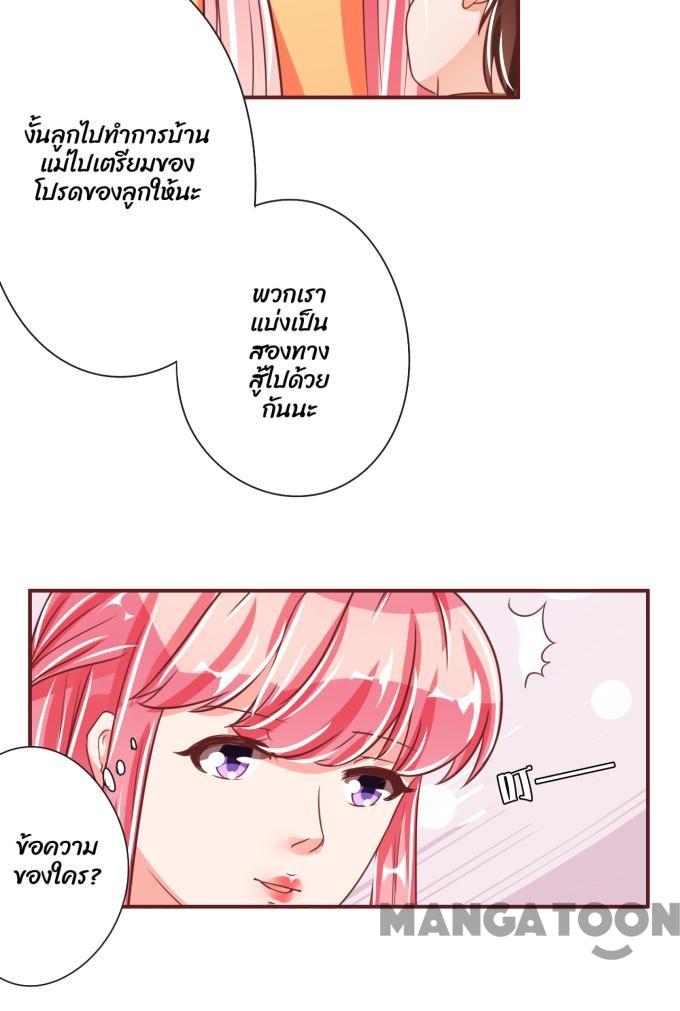 งั้นลูกไปทำการบ้าน
แม่ไปเตรียมของ
โปรดของลูกให้นะ
พวกเรา
แบ่งเป็น
สองทาง
สู้ไปด้วย
กันนะ
叮——
ข้อความ
ของใคร?
MANGATOON